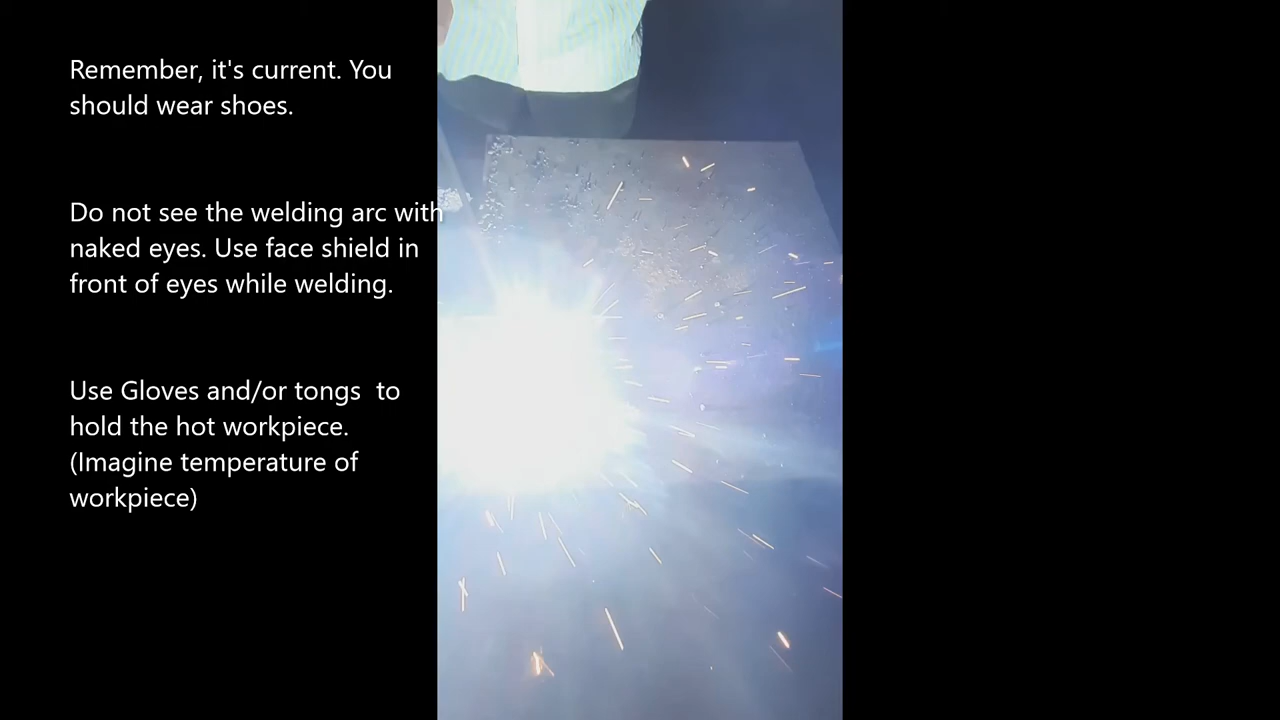 Remember, it's current. You
should wear shoes.
Do not see the welding arc with
naked eyes. Use face shield in
front of eyes while welding.
Use Gloves and/or tongs  to
hold the hot workpiece.
(Imagine temperature of
workpiece)